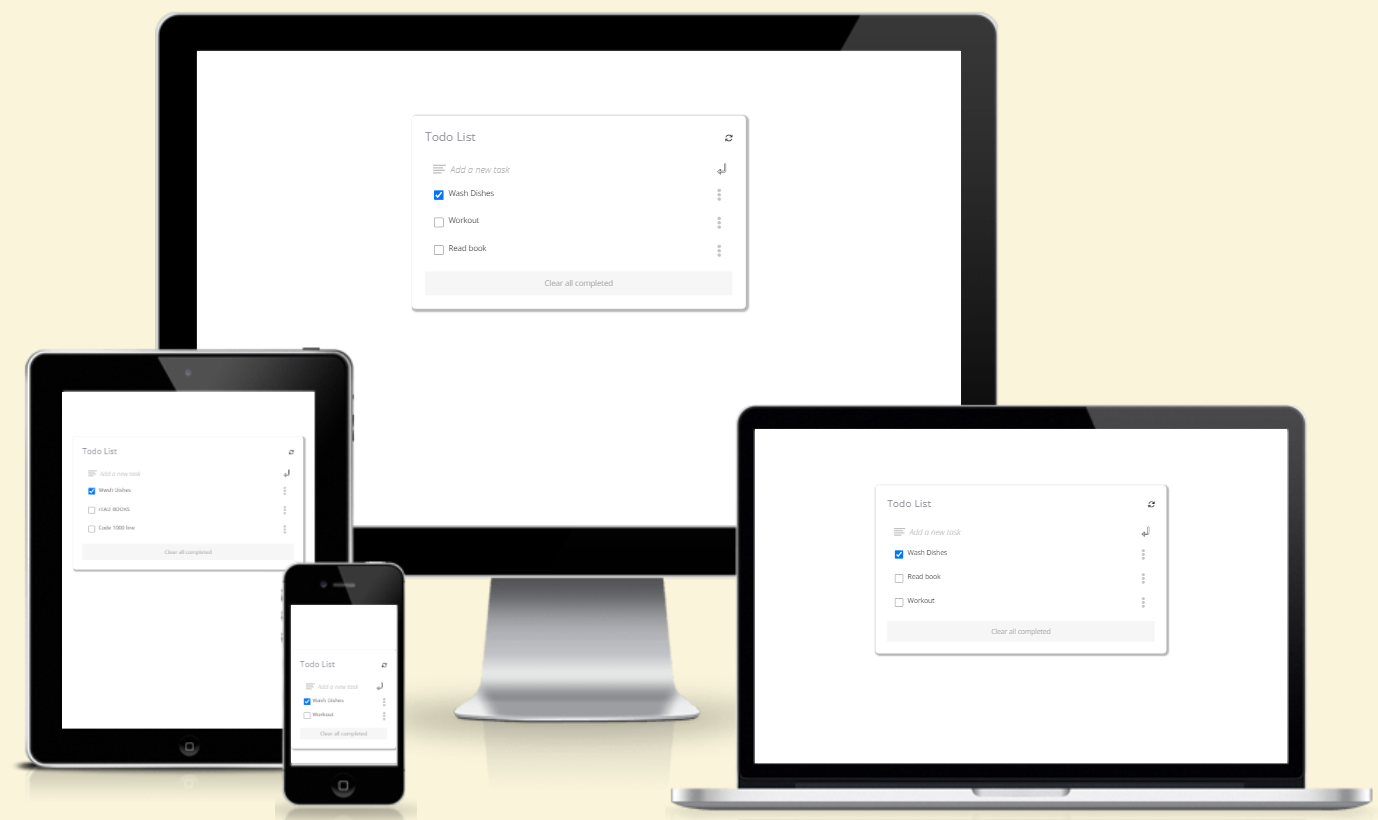 Todo List
Add a new task
Wash Dishes
Workout
Read book
Clear all completed
Todo List
Add a new task
Wash Dishes
READ BOOKS
Code 1000 line
Clear all completed
Todo List
Add a new task
Wash Dishes
Workout
Clear all completed
Todo List
Add a new task
Wash Dishes
Read book
Workout
Clear all completed